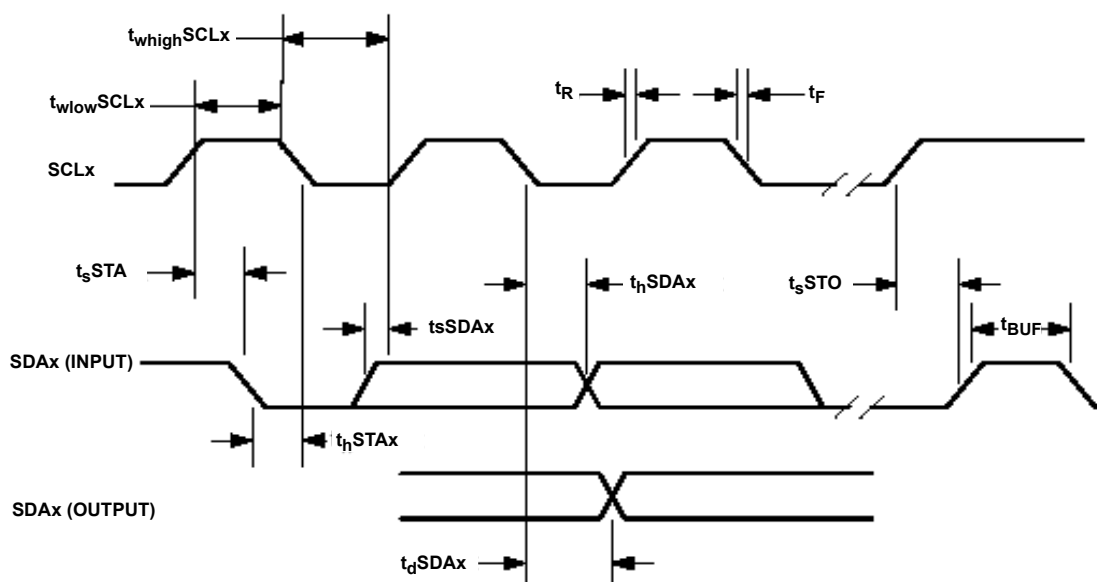 twhighSCLx
tR
tF
twlowSCLx
SCLx
tsSTA
thSDAx
tsSTO
tsSDAx
tBUF
SDAx (INPUT)
thSTAx
SDAx (OUTPUT)
tdSDAx